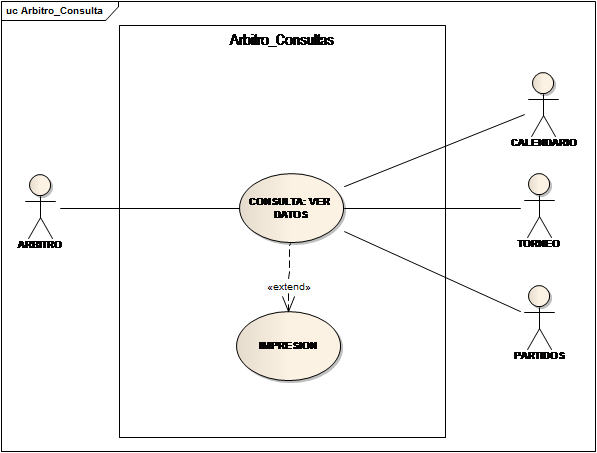 uc Arbitro_Consulta
Arbitro_Consultas
CALENDARIO
CONSULTA: VER
DATOS
ARBITRO
TORNEO
«extend»
IMPRESION
PARTIDOS